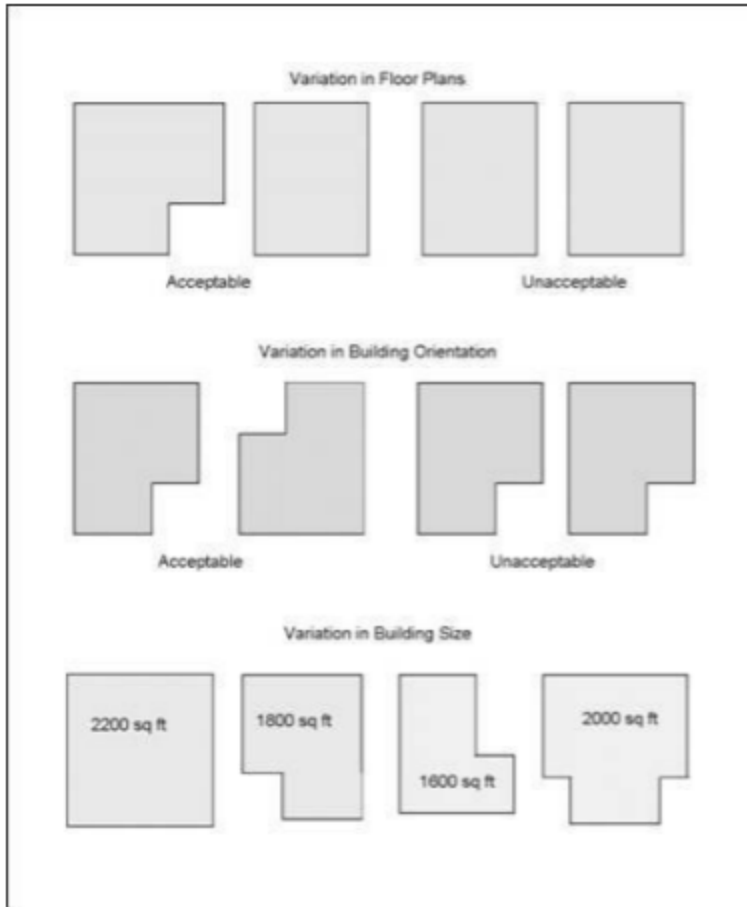 Variation in Floor Plans
Acceptable
Unacceptable
Variation in Building Orientation
Acceptable
Unacceptable
Variation in Building Size
2200 sq ft
1800 sq ft
1600 sq ft
2000 sq ft